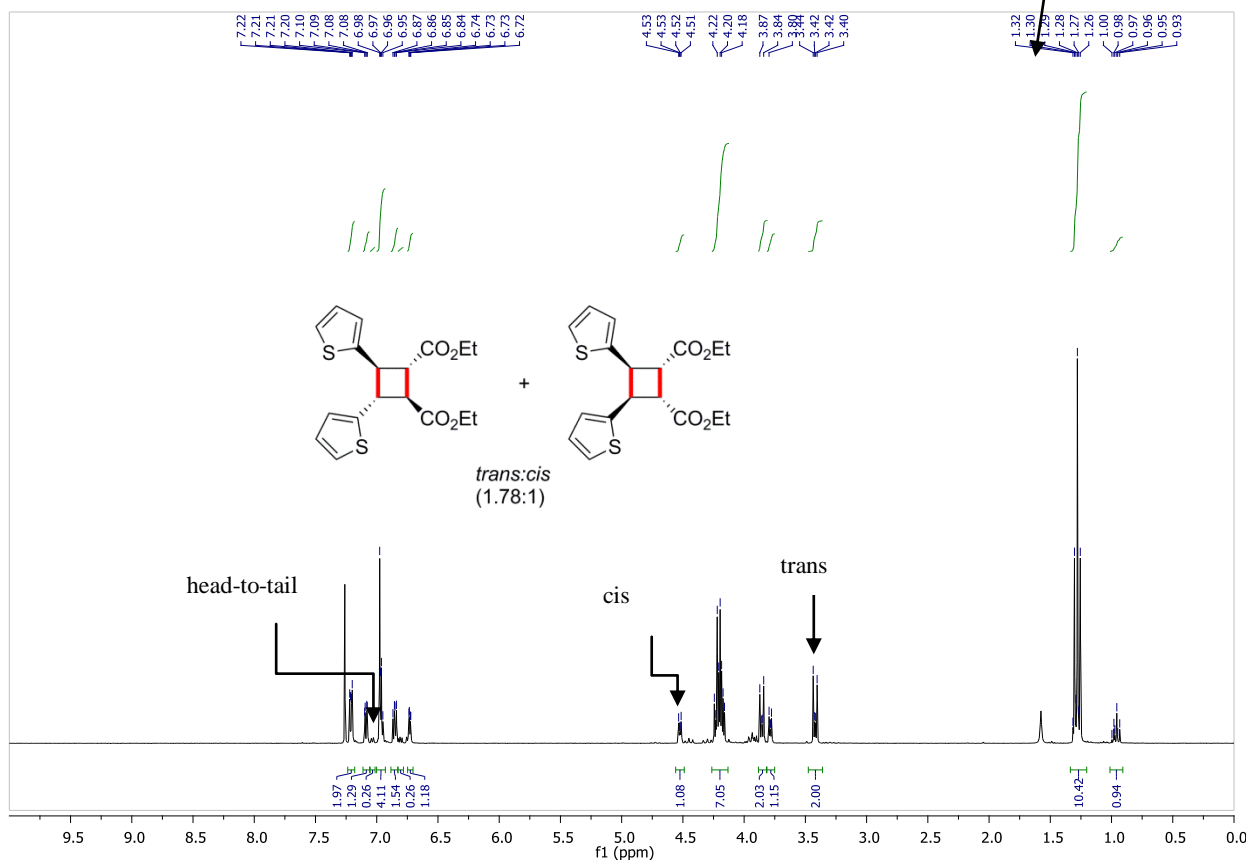 7.22 7.21 7.21 7.20 7.10 7.09 7.08 7.08 6.98 6.97 6.96 6.95 6.87 6.86 6.85 6.84 6.74 6.73 6.73 6.72 4.53 4.53 4.52 4.51 4.22 4.20 4.18 3.87 3.84 3.80 3.44 3.42 3.42 3.40 1.32 1.30 1.29 1.28 1.27 1.26 1.00 0.98 0.97 0.96 0.95 0.93
S CO2Et S CO2Et
+
CO2Et CO2Et
S S
trans:cis
(1.78:1)
trans
head-to-tail
cis
1.97 1.29 0.26 4.11 1.54 0.26 1.18 1.08 7.05 2.03 1.15 2.00 10.42 0.94
9.5 9.0 8.5 8.0 7.5 7.0 6.5 6.0 5.5 5.0 4.5 4.0 3.5 3.0 2.5 2.0 1.5 1.0 0.5 0.0
f1 (ppm)